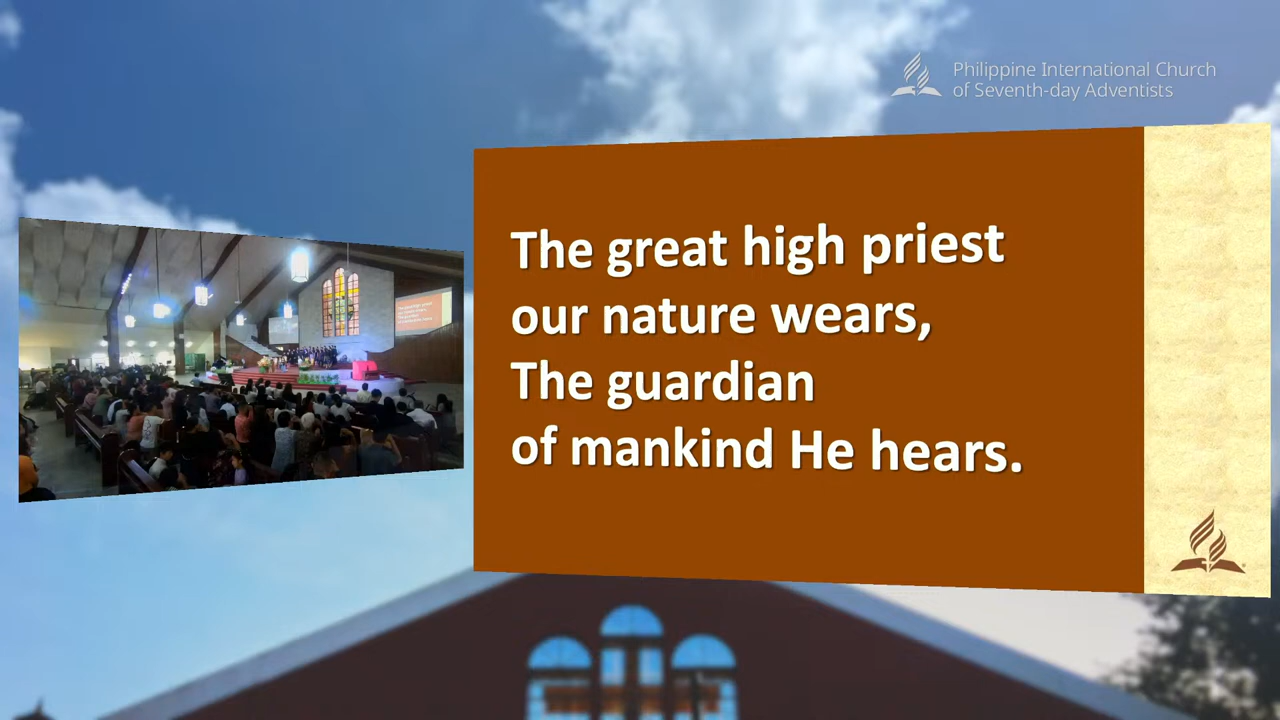 Philippine International Church
of Seventh-day Adventists
The great high priest
our nature wears,
The guardian
of mankind He hears.